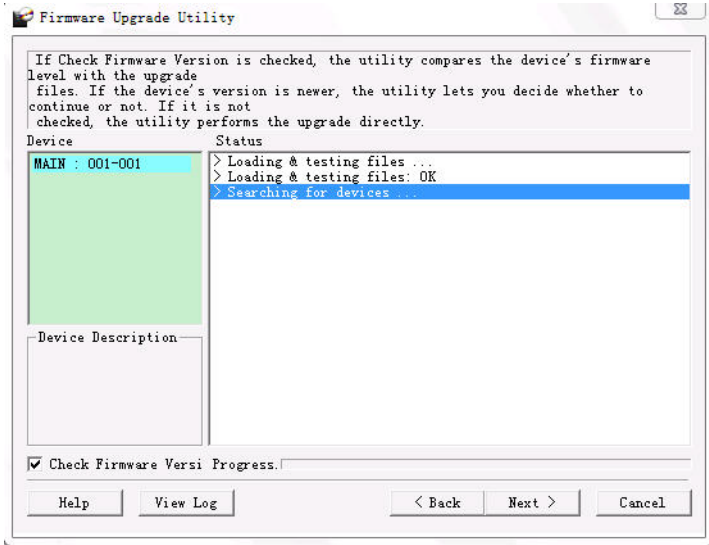 Firmware Upgrade Utility
If Check Firmware Version is checked, the utility compares the device's firmware
level with the upgrade
files. If the device's version is newer, the utility lets you decide whether to
continue or not. If it is not
checked, the utility performs the upgrade directly.
Device Status
MAIN : 001-001
> Loading & testing files ...
> Loading & testing files: OK
> Searching for devices ...
Device Description
Check Firmware Versi Progress.
Help View Log < Back Next > Cancel